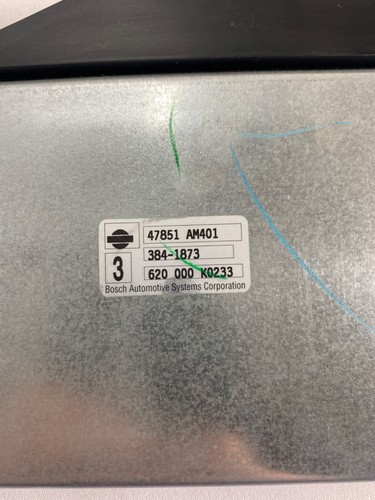 47851 AM401
384-1873
3
620 000 K0233
Bosch Automotive Systems Corporation